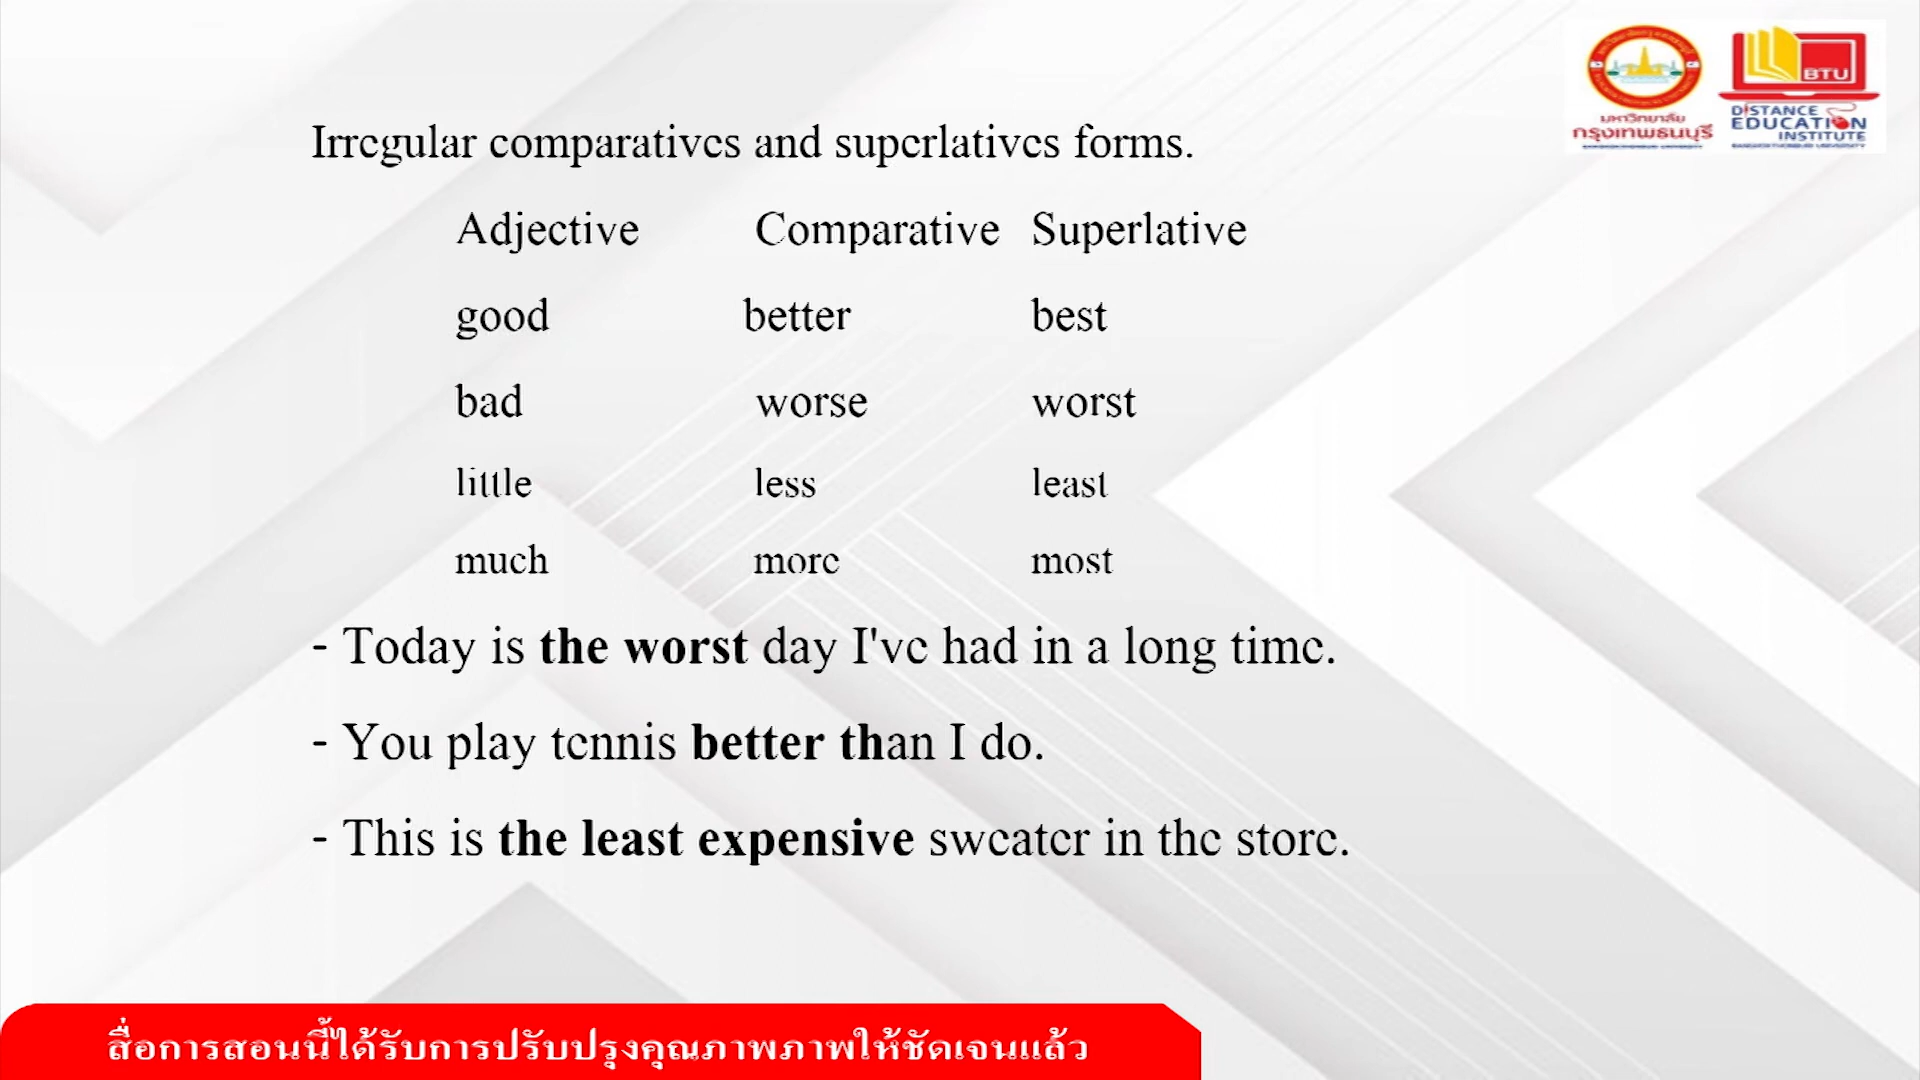 มหาวิทยาลัย
กรุงเทพธนบุรี
BTU
DISTANCE
EDUCATION
INSTITUTE
BANGKOKTHONBURI UNIVERSITY
Irregular comparatives and superlatives forms.
Adjective Comparative Superlative
good better best
bad worse worst
little less least
much more most
- Today is the worst day I've had in a long time.
- You play tennis better than I do.
- This is the least expensive sweater in the store.
สื่อการสอนนี้ได้รับการปรับปรุงคุณภาพภาพให้ชัดเจนแล้ว